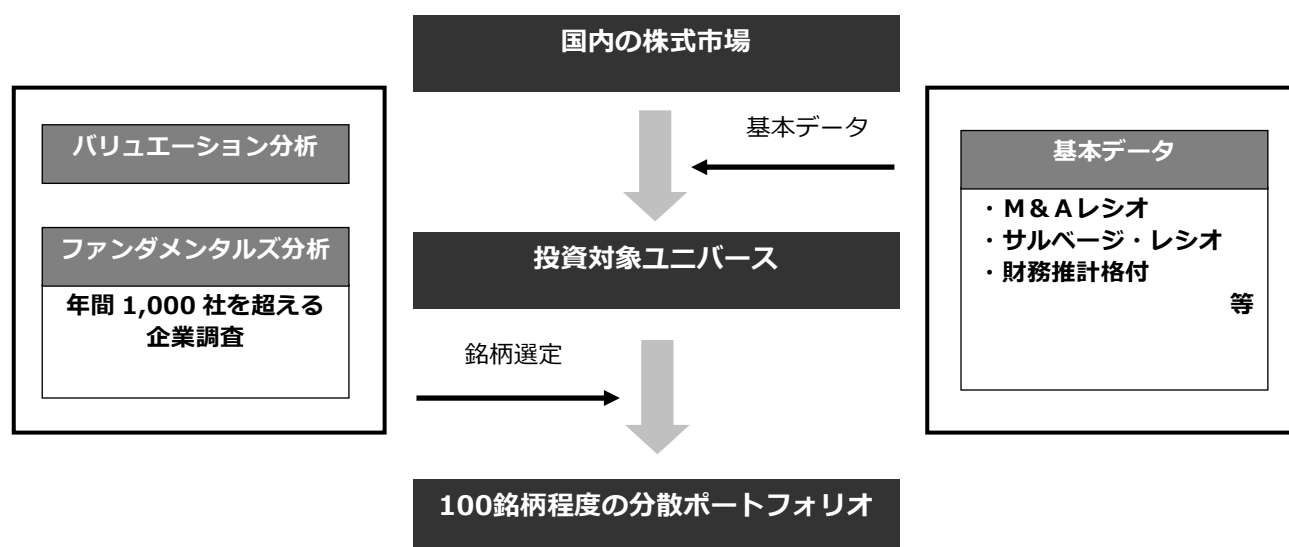 国内の株式市場
バリュエーション分析
ファンダメンタルズ分析
年間 1,000 社を超える
企業調査
基本データ
基本データ
・Ｍ＆Ａレシオ
・サルベージ・レシオ
・財務推計格付
等
投資対象ユニバース
銘柄選定
100銘柄程度の分散ポートフォリオ